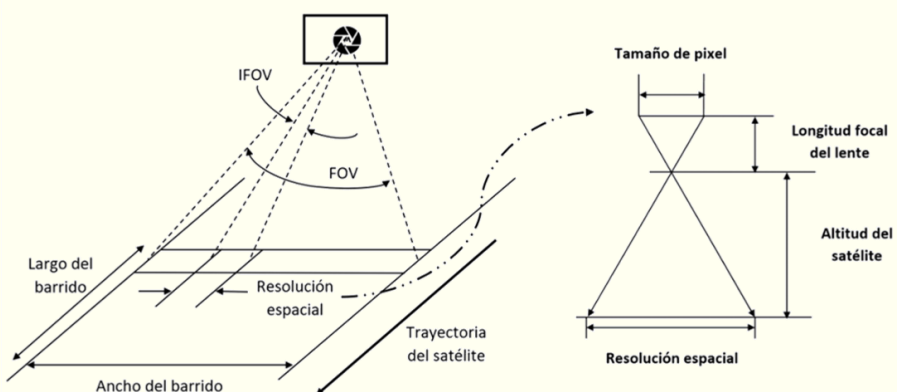 IFOV
FOV
Largo del
barrido
Resolución
espacial
Trayectoria
del satélite
Ancho del barrido
Tamaño de pixel
Longitud focal
del lente
Altitud del
satélite
Resolución espacial